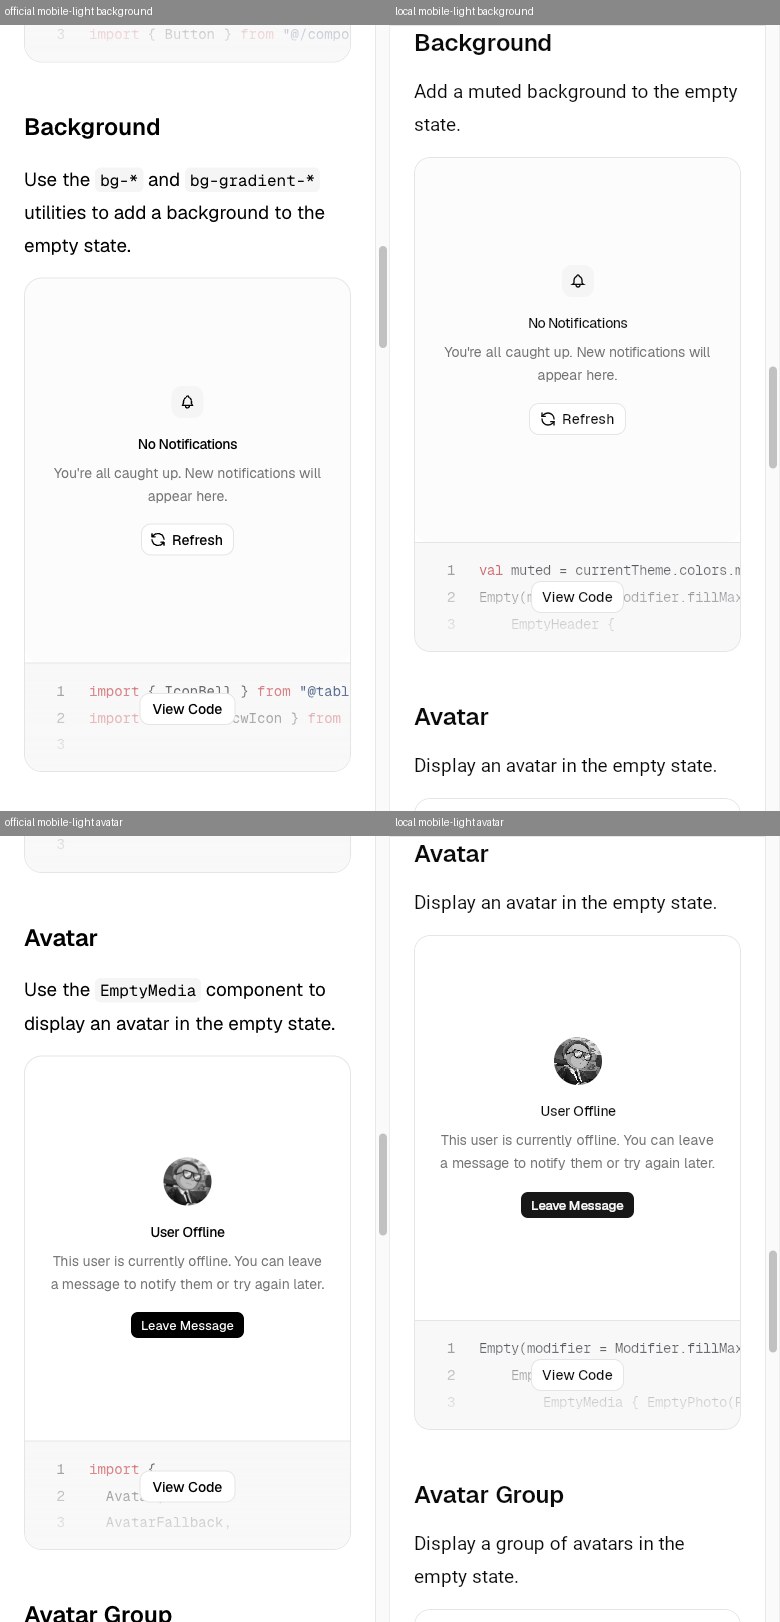 official mobile-light background
3 import { Button } from "@/compo
Background
Use the bg-* and bg-gradient-*
utilities to add a background to the
empty state.
No Notifications
You're all caught up. New notifications will
appear here.
Refresh
1 import { IconBell } from "@tabl
2 import cwIcon } from
View Code
3
local mobile-light background
Background
Add a muted background to the empty
state.
No Notifications
You're all caught up. New notifications will
appear here.
Refresh
1 val muted = currentTheme.colors.m
2 Empty(m odifier.fillMax
View Code
3 EmptyHeader {
Avatar
Display an avatar in the empty state.
official mobile-light avatar
3
Avatar
Use the EmptyMedia component to
display an avatar in the empty state.
User Offline
This user is currently offline. You can leave
a message to notify them or try again later.
Leave Message
1 import {
2 Avat
View Code
3 AvatarFallback,
Avatar Group
local mobile-light avatar
Avatar
Display an avatar in the empty state.
User Offline
This user is currently offline. You can leave
a message to notify them or try again later.
Leave Message
1 Empty(modifier = Modifier.fillMax
2 Emp
View Code
3 EmptyMedia { EmptyPhoto(R
Avatar Group
Display a group of avatars in the
empty state.